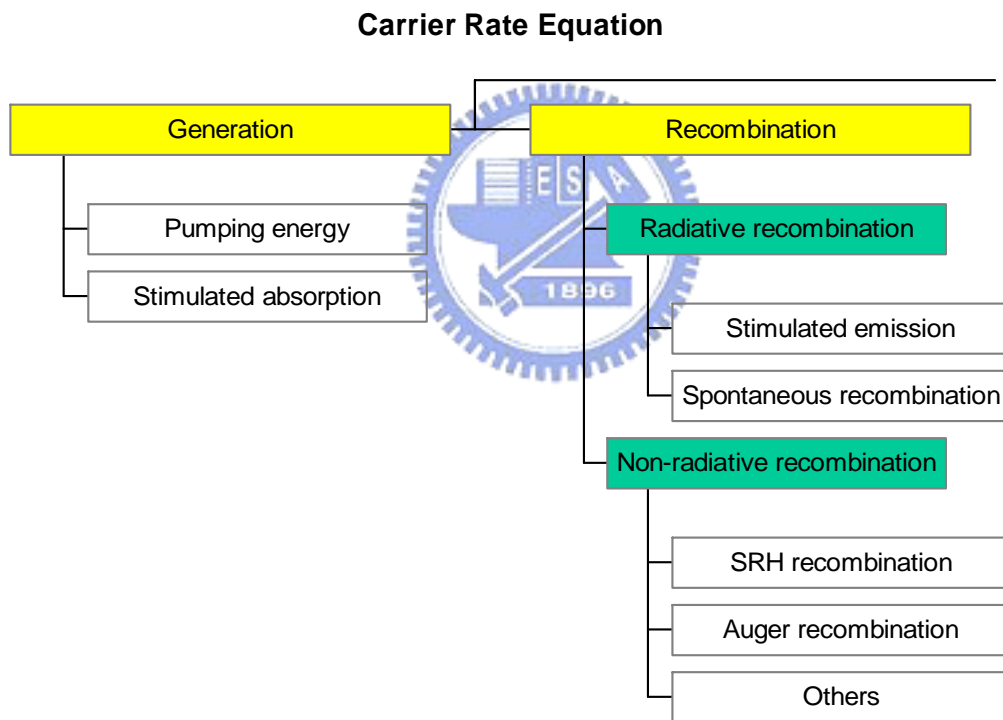 Carrier Rate Equation
Generation
Recombination
E S A
1896
Pumping energy
Radiative recombination
Stimulated absorption
Stimulated emission
Spontaneous recombination
Non-radiative recombination
SRH recombination
Auger recombination
Others